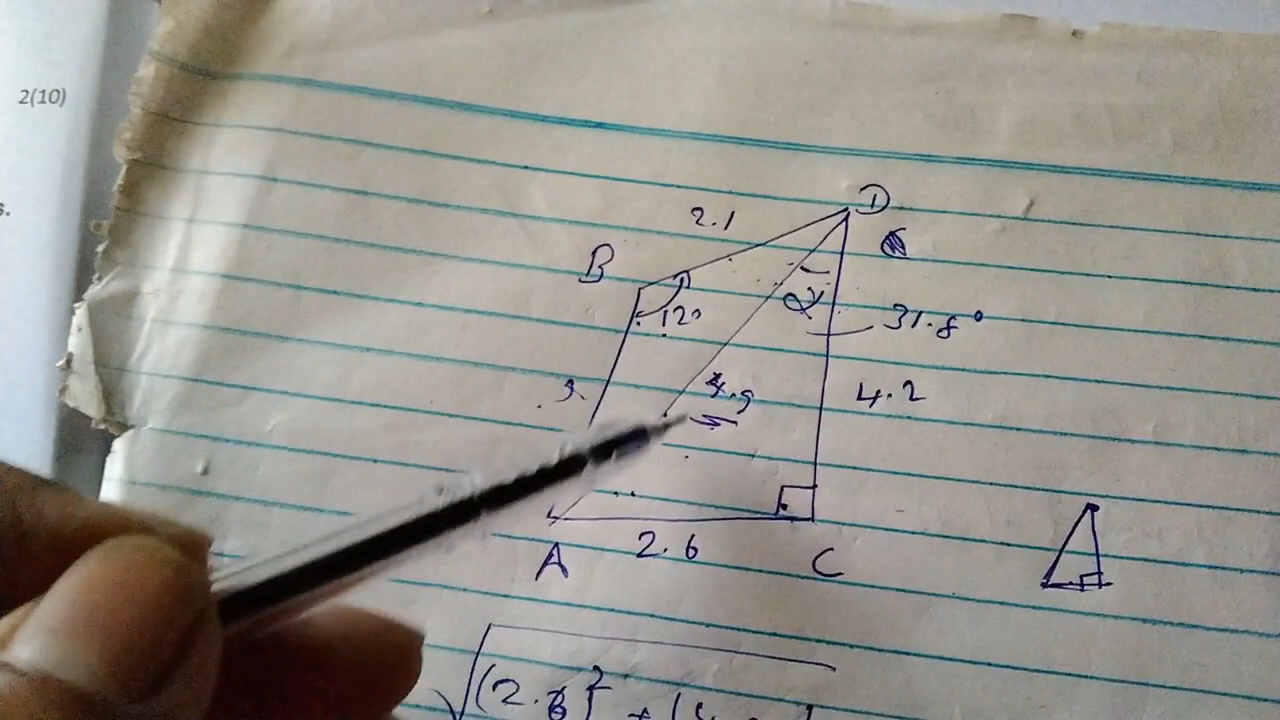 2(10)
s.
D
2.1
B
120
α
31.8°
4.9
4.2
2.6
A
C
√(2.6)² +